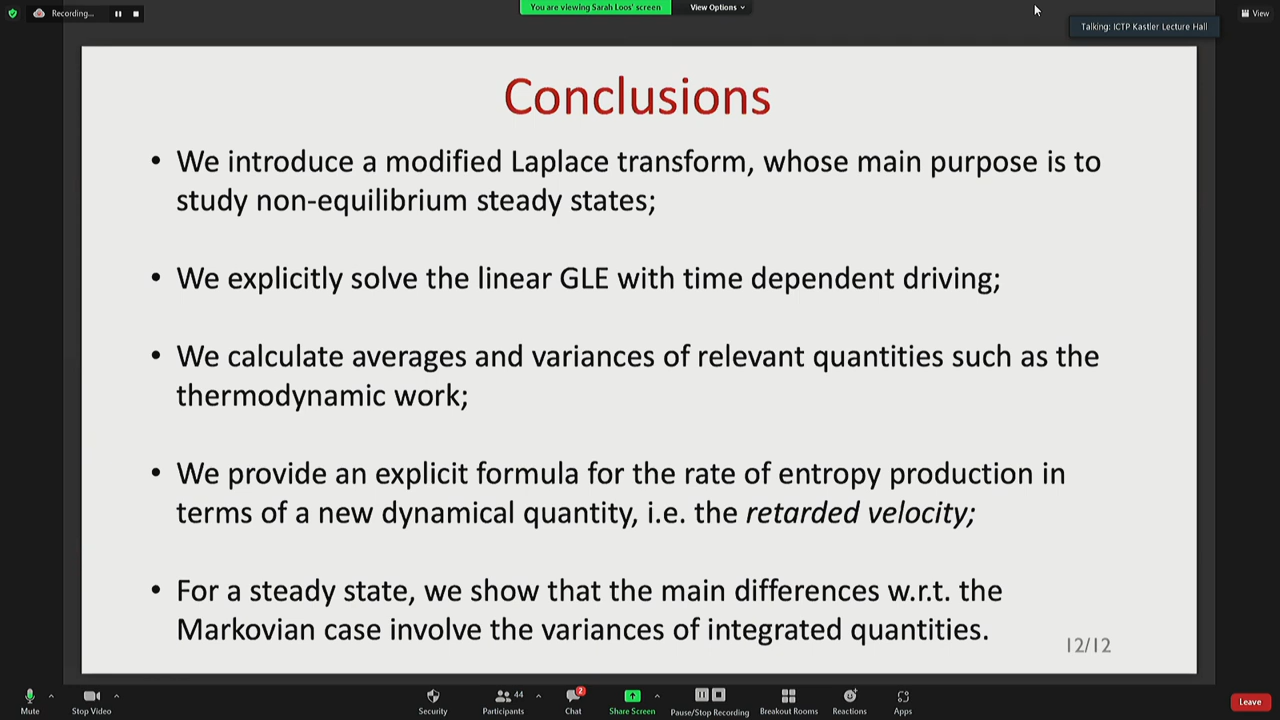 Recording...
You are viewing Sarah Loos' screen
View Options
View
Talking: ICTP Kastler Lecture Hall
Conclusions
• We introduce a modified Laplace transform, whose main purpose is to
study non-equilibrium steady states;
• We explicitly solve the linear GLE with time dependent driving;
• We calculate averages and variances of relevant quantities such as the
thermodynamic work;
• We provide an explicit formula for the rate of entropy production in
terms of a new dynamical quantity, i.e. the retarded velocity;
• For a steady state, we show that the main differences w.r.t. the
Markovian case involve the variances of integrated quantities.
12/12
44
2
Mute
Stop Video
Security
Participants
Chat
Share Screen
Pause/Stop Recording
Breakout Rooms
Reactions
Apps
Leave